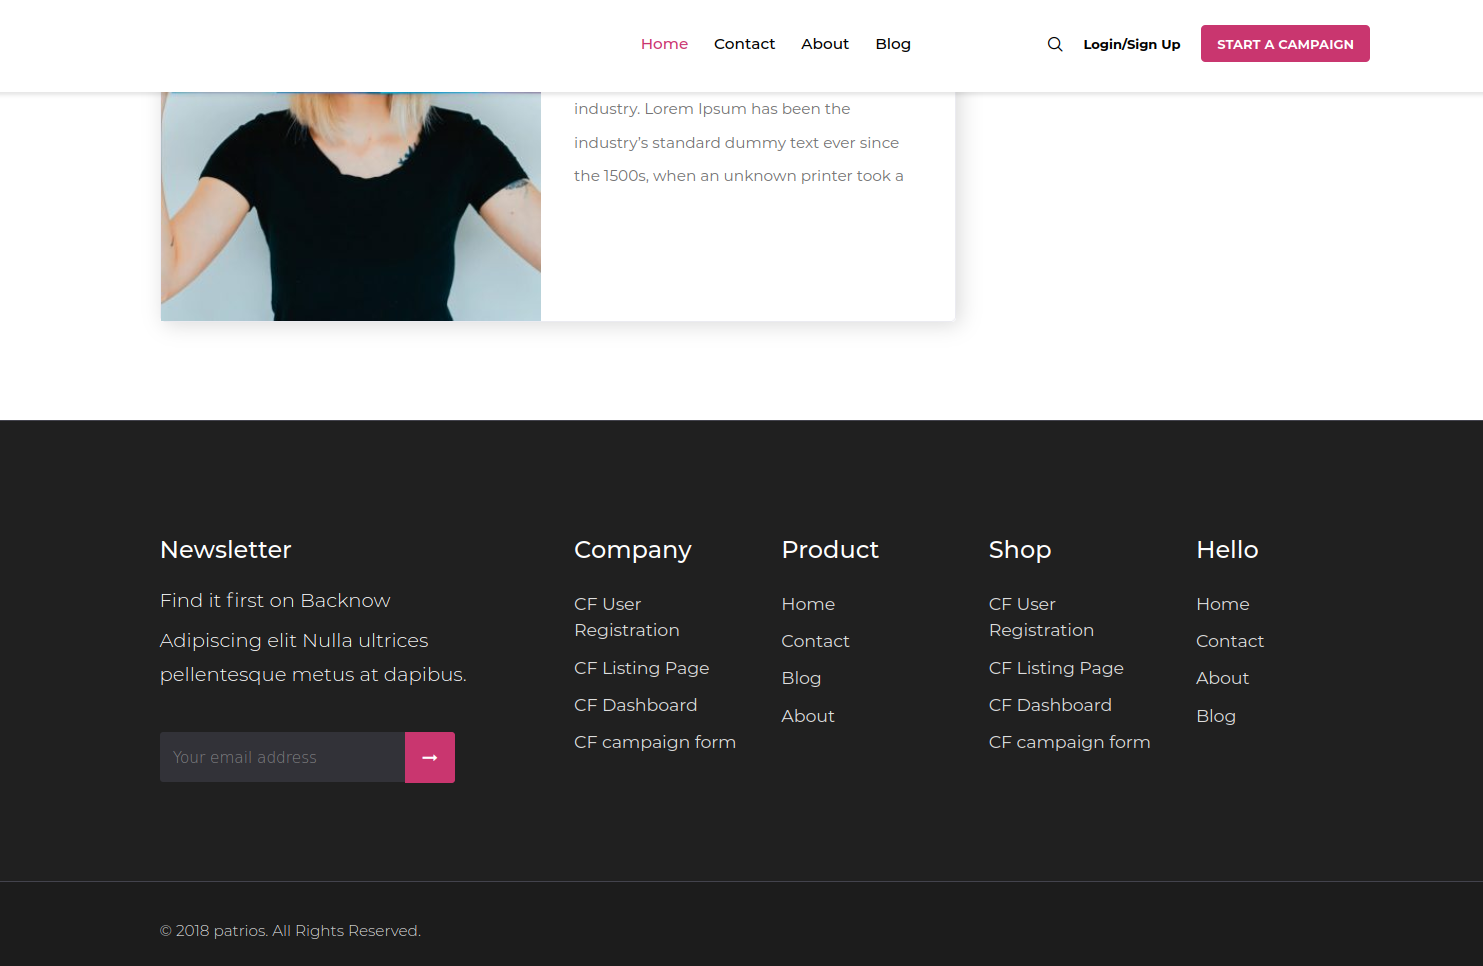 Home Contact About Blog Login/Sign Up START A CAMPAIGN
industry. Lorem Ipsum has been the
industry’s standard dummy text ever since
the 1500s, when an unknown printer took a
Newsletter
Find it first on Backnow
Adipiscing elit Nulla ultrices
pellentesque metus at dapibus.
Your email address
Company
CF User
Registration
CF Listing Page
CF Dashboard
CF campaign form
Product
Home
Contact
Blog
About
Shop
CF User
Registration
CF Listing Page
CF Dashboard
CF campaign form
Hello
Home
Contact
About
Blog
© 2018 patrios. All Rights Reserved.